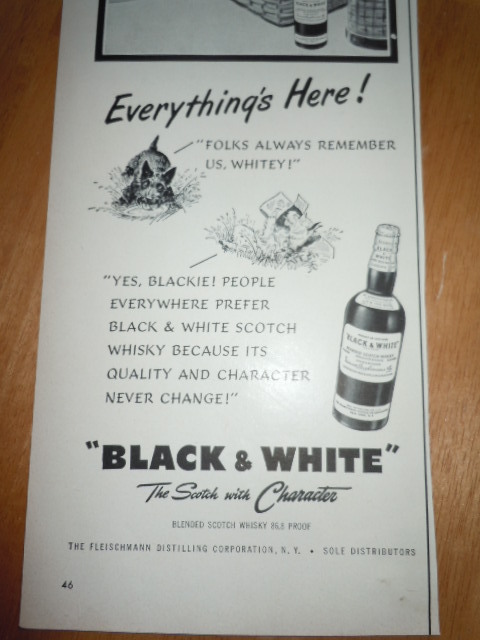 Everything's Here!
"FOLKS ALWAYS REMEMBER
US, WHITEY!"
"YES, BLACKIE! PEOPLE
EVERYWHERE PREFER
BLACK & WHITE SCOTCH
WHISKY BECAUSE ITS
QUALITY AND CHARACTER
NEVER CHANGE!"
BLACK & WHITE
"BLACK & WHITE"
The Scotch with Character
BLENDED SCOTCH WHISKY 86.8 PROOF
THE FLEISCHMANN DISTILLING CORPORATION, N. Y. • SOLE DISTRIBUTORS
46